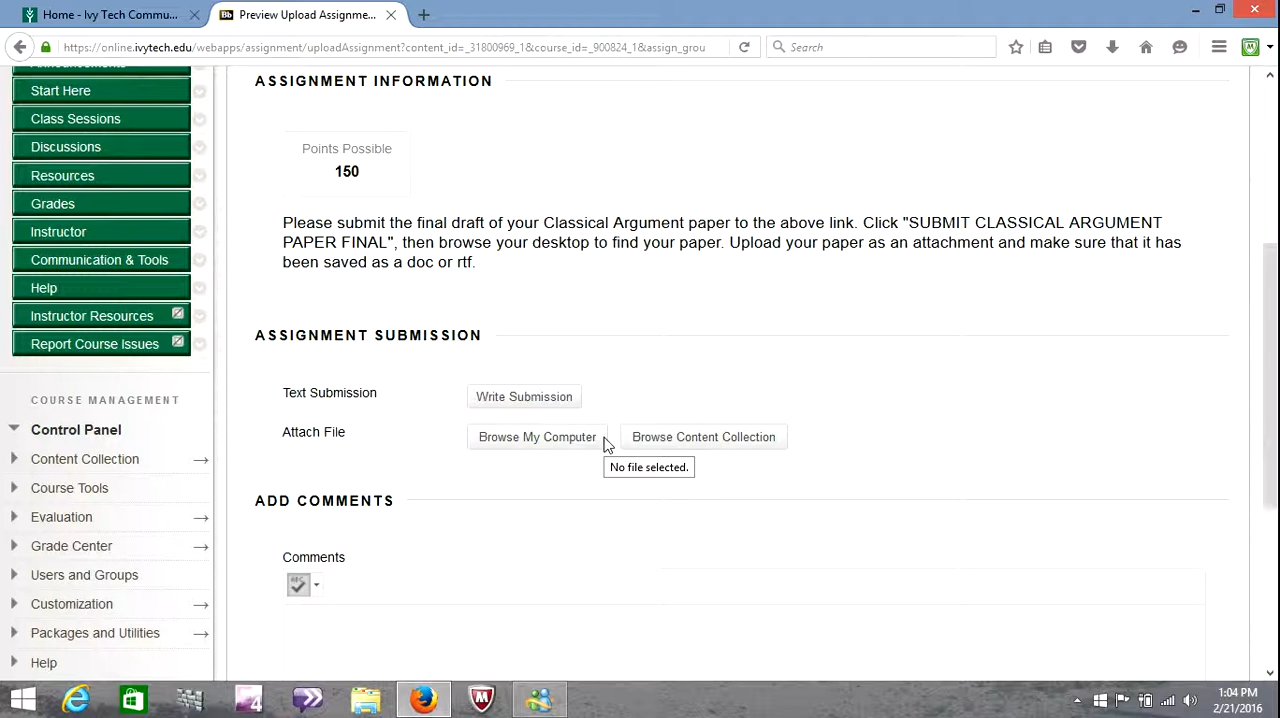 Home - Ivy Tech Commu...
Bb Preview Upload Assignme...
https://online.ivytech.edu/webapps/assignment/uploadAssignment?content_id=_31800969_1&course_id=_900824_1&assign_grou
Search
Start Here
Class Sessions
Discussions
Resources
Grades
Instructor
Communication & Tools
Help
Instructor Resources
Report Course Issues
COURSE MANAGEMENT
Control Panel
Content Collection
Course Tools
Evaluation
Grade Center
Users and Groups
Customization
Packages and Utilities
Help
ASSIGNMENT INFORMATION
Points Possible
150
Please submit the final draft of your Classical Argument paper to the above link. Click "SUBMIT CLASSICAL ARGUMENT
PAPER FINAL", then browse your desktop to find your paper. Upload your paper as an attachment and make sure that it has
been saved as a doc or rtf.
ASSIGNMENT SUBMISSION
Text Submission
Write Submission
Attach File
Browse My Computer
Browse Content Collection
No file selected.
ADD COMMENTS
Comments
ABC
4
1:04 PM
2/21/2016